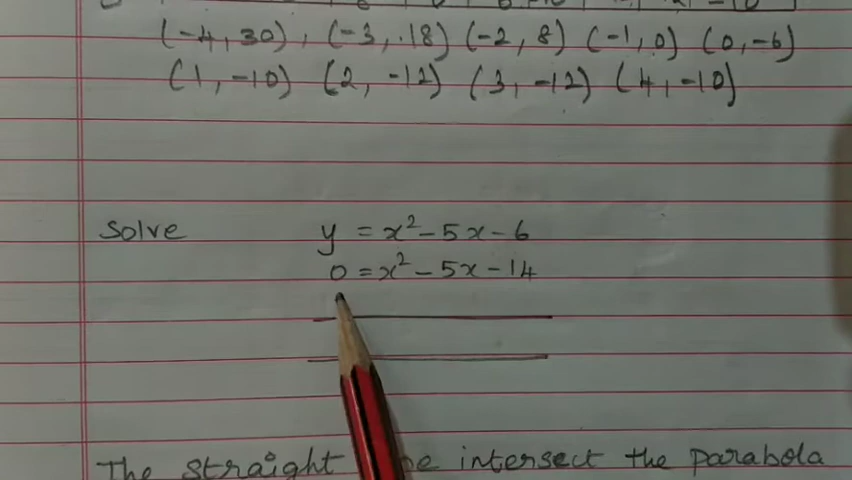 (-4, 30), (-3, 18) (-2, 8) (-1, 0) (0, -6)
(1, -10) (2, -12) (3, -12) (4, -10)
Solve y = x² - 5x - 6
0 = x² - 5x - 14
The straight intersect the parabola